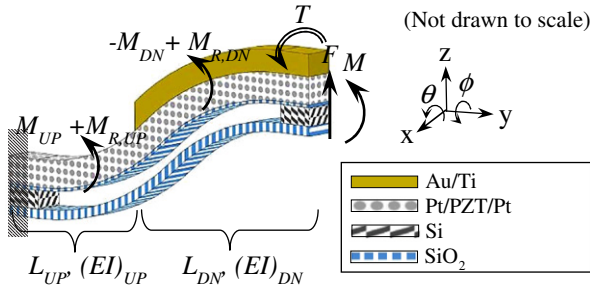 (Not drawn to scale)
T
-M_DN + M_R,DN
F M
z
θ ϕ
x y
M_UP +M_R,UP
Au/Ti
Pt/PZT/Pt
Si
SiO₂
L_UP, (EI)_UP L_DN, (EI)_DN